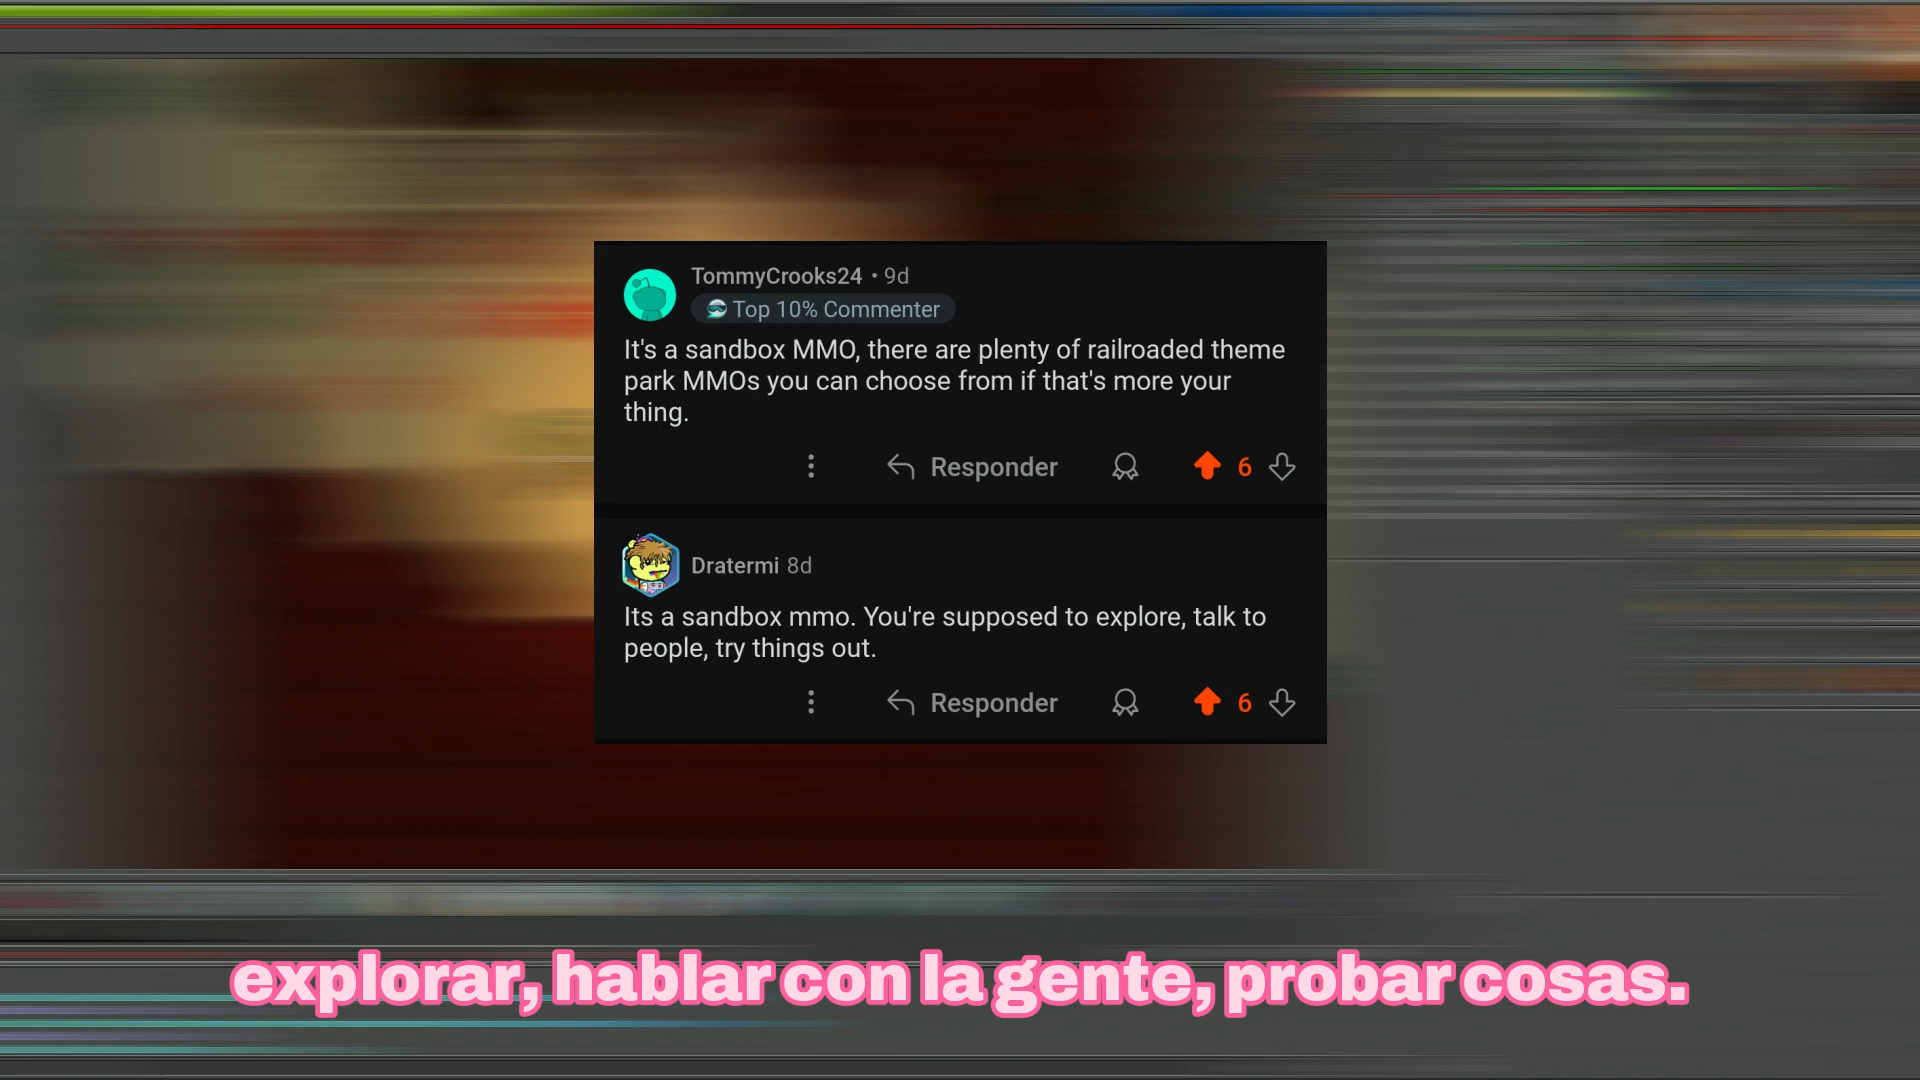 TommyCrooks24 • 9d
Top 10% Commenter
It's a sandbox MMO, there are plenty of railroaded theme
park MMOs you can choose from if that's more your
thing.
Responder 6
Dratermi 8d
Its a sandbox mmo. You're supposed to explore, talk to
people, try things out.
Responder 6
explorar, hablar con la gente, probar cosas.